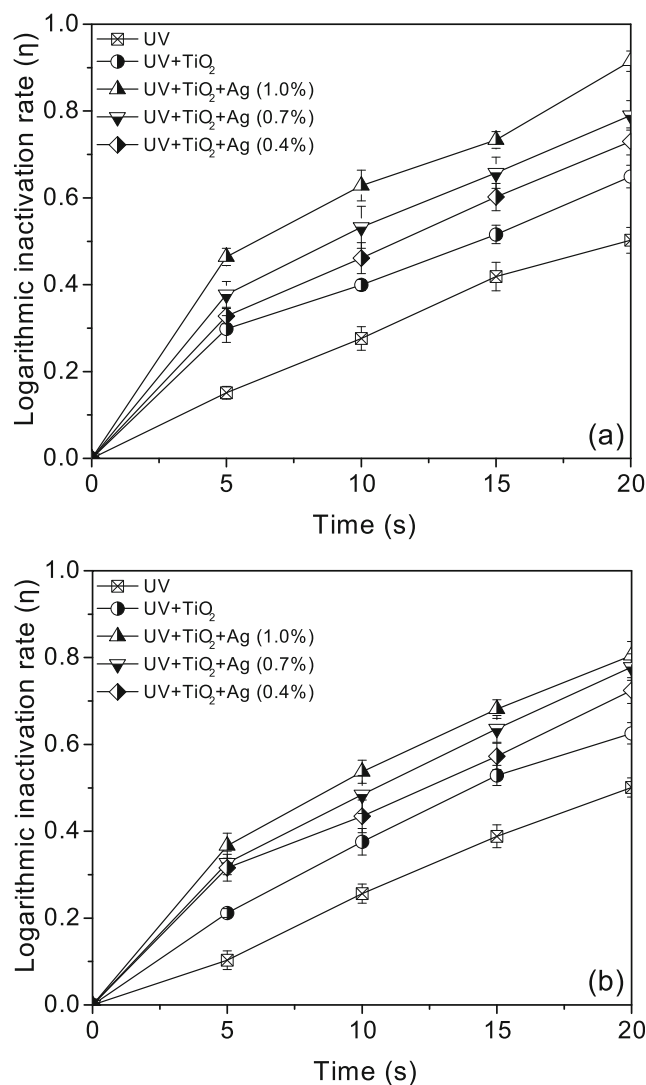 1.0
0.8
0.6
0.4
0.2
0.0
Logarithmic inactivation rate (η)
UV
UV+TiO₂
UV+TiO₂+Ag (1.0%)
UV+TiO₂+Ag (0.7%)
UV+TiO₂+Ag (0.4%)
(a)
0 5 10 15 20
Time (s)
1.0
0.8
0.6
0.4
0.2
0.0
Logarithmic inactivation rate (η)
UV
UV+TiO₂
UV+TiO₂+Ag (1.0%)
UV+TiO₂+Ag (0.7%)
UV+TiO₂+Ag (0.4%)
(b)
0 5 10 15 20
Time (s)